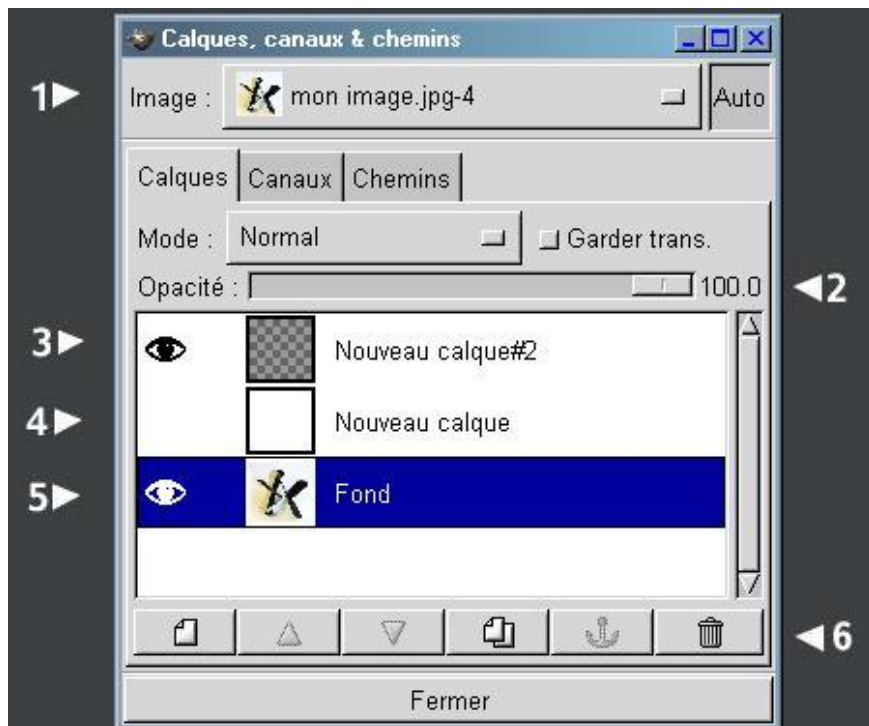 Calques, canaux & chemins
1 Image : mon image.jpg-4 Auto
Calques Canaux Chemins
Mode : Normal Garder trans.
Opacité : 100.0 2
3 Nouveau calque#2
4 Nouveau calque
5 Fond
6
Fermer